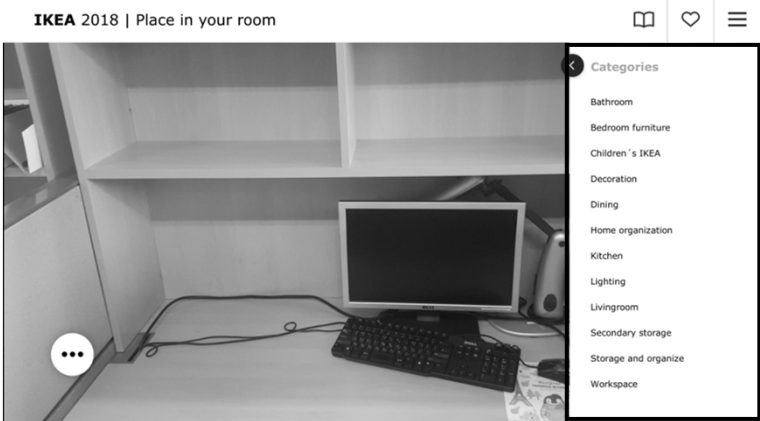 IKEA 2018 | Place in your room
Categories
Bathroom
Bedroom furniture
Children´s IKEA
Decoration
Dining
Home organization
Kitchen
Lighting
Livingroom
Secondary storage
Storage and organize
Workspace
DELL